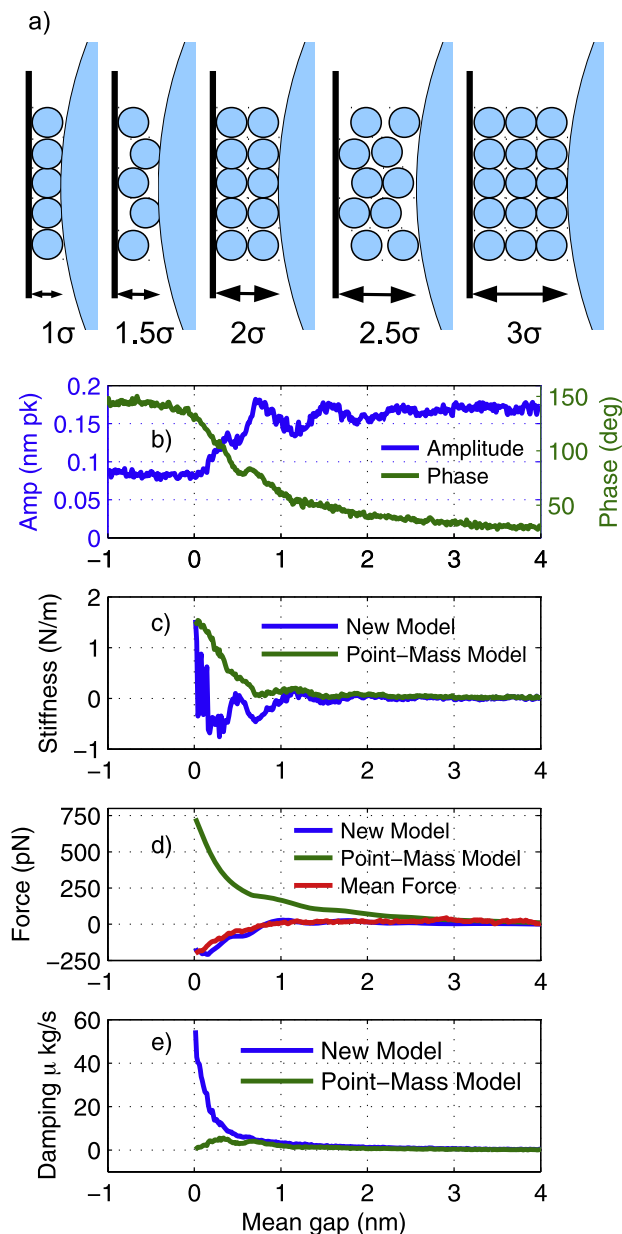 a)
1σ 1.5σ 2σ 2.5σ 3σ
0.2
0.15
0.1
0.05
0
Amp (nm pk)
b)
Amplitude
Phase
150
100
50
Phase (deg)
−1 0 1 2 3 4
2
1
0
−1
Stiffness (N/m)
c)
New Model
Point−Mass Model
−1 0 1 2 3 4
750
500
250
0
−250
Force (pN)
d)
New Model
Point−Mass Model
Mean Force
−1 0 1 2 3 4
60
40
20
0
Damping μ kg/s
e)
New Model
Point−Mass Model
−1 0 1 2 3 4
Mean gap (nm)